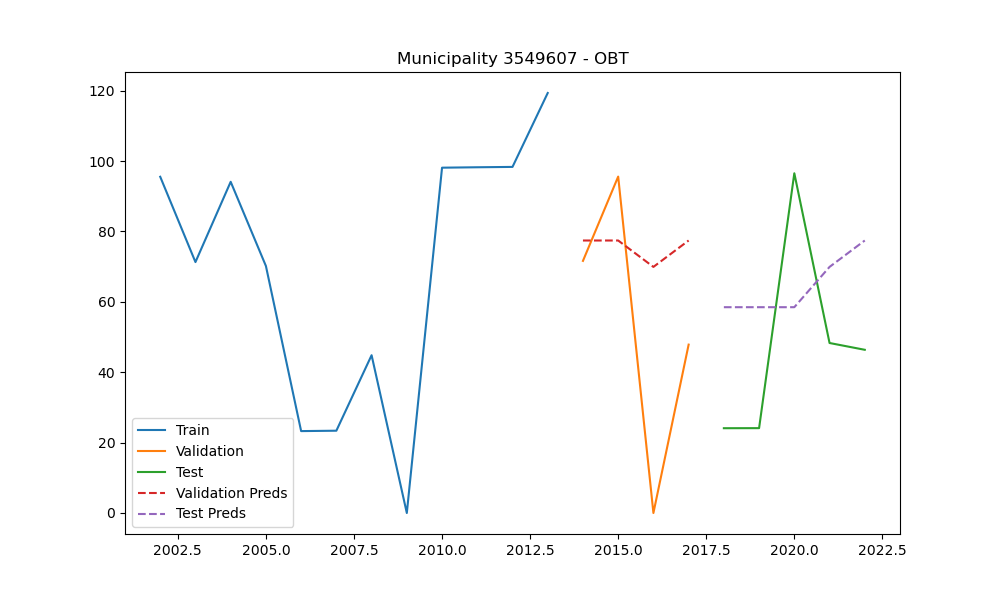 Municipality 3549607 - OBT
120
100
80
60
40
20
0
Train
Validation
Test
Validation Preds
Test Preds
2002.5 2005.0 2007.5 2010.0 2012.5 2015.0 2017.5 2020.0 2022.5